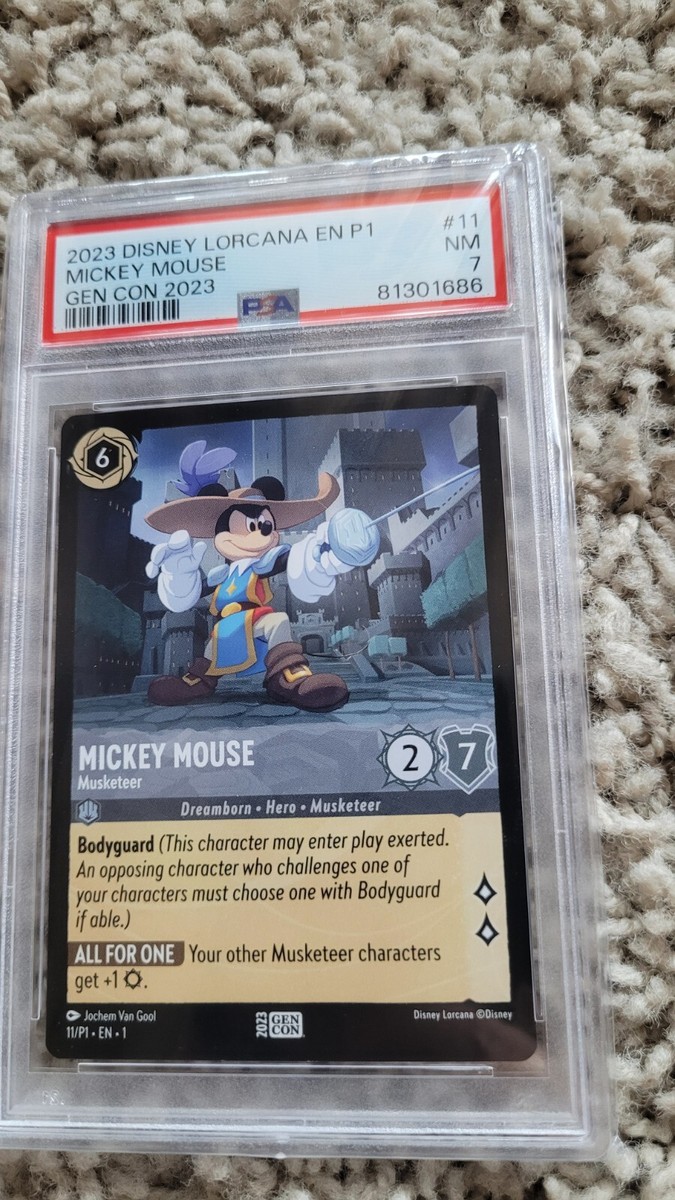 2023 DISNEY LORCANA EN P1
#11
MICKEY MOUSE
NM
GEN CON 2023
7
PSA
81301686
6
MICKEY MOUSE
2
7
Musketeer
Dreamborn • Hero • Musketeer
Bodyguard (This character may enter play exerted.
An opposing character who challenges one of
your characters must choose one with Bodyguard
if able.)
ALL FOR ONE Your other Musketeer characters
get +1 .
Jochem Van Gool
11/P1 • EN • 1
2023
GEN
CON
Disney Lorcana ©Disney